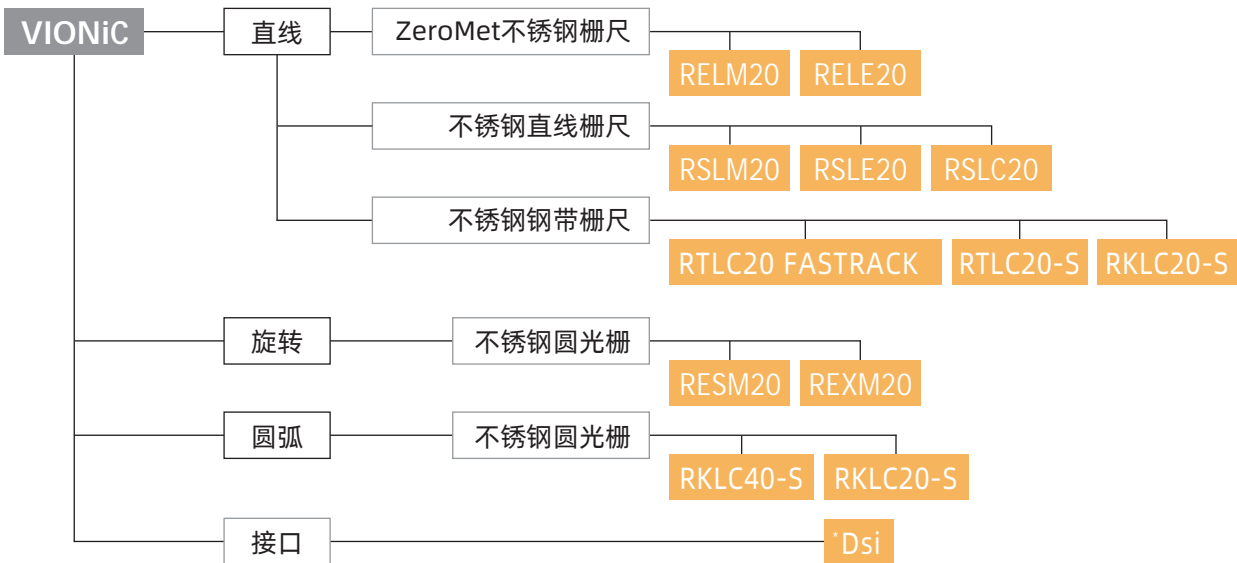 VIONiC 直线 ZeroMet不锈钢栅尺
RELM20 RELE20
不锈钢直线栅尺
RSLM20 RSLE20 RSLC20
不锈钢钢带栅尺
RTLC20 FASTRACK RTLC20-S RKLC20-S
旋转 不锈钢圆光栅
RESM20 REXM20
圆弧 不锈钢圆光栅
RKLC40-S RKLC20-S
接口 *Dsi